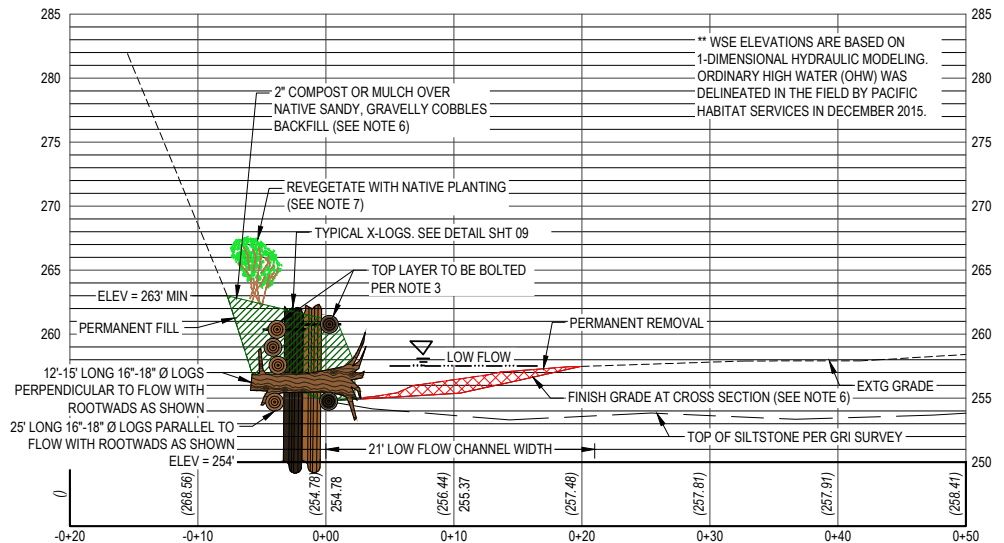 285
280
275
270
265
260
255
250
285
280
275
270
265
260
255
250
** WSE ELEVATIONS ARE BASED ON
1-DIMENSIONAL HYDRAULIC MODELING.
ORDINARY HIGH WATER (OHW) WAS
DELINEATED IN THE FIELD BY PACIFIC
HABITAT SERVICES IN DECEMBER 2015.
2" COMPOST OR MULCH OVER
NATIVE SANDY, GRAVELLY COBBLES
BACKFILL (SEE NOTE 6)
REVEGETATE WITH NATIVE PLANTING
(SEE NOTE 7)
TYPICAL X-LOGS. SEE DETAIL SHT 09
TOP LAYER TO BE BOLTED
PER NOTE 3
ELEV = 263' MIN
PERMANENT FILL
PERMANENT REMOVAL
LOW FLOW
12'-15' LONG 16"-18" Ø LOGS
PERPENDICULAR TO FLOW WITH
ROOTWADS AS SHOWN
25' LONG 16"-18" Ø LOGS PARALLEL TO
FLOW WITH ROOTWADS AS SHOWN
ELEV = 254'
EXTG GRADE
FINISH GRADE AT CROSS SECTION (SEE NOTE 6)
TOP OF SILTSTONE PER GRI SURVEY
21' LOW FLOW CHANNEL WIDTH
()
(268.56)
(254.78)
254.78
(256.44)
255.37
(257.48)
(257.81)
(257.91)
(258.41)
-0+20
-0+10
0+00
0+10
0+20
0+30
0+40
0+50